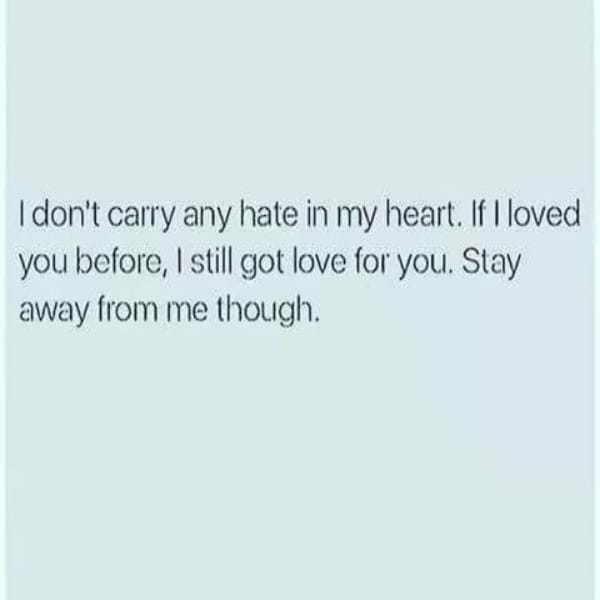 I don't carry any hate in my heart. If I loved
you before, I still got love for you. Stay
away from me though.